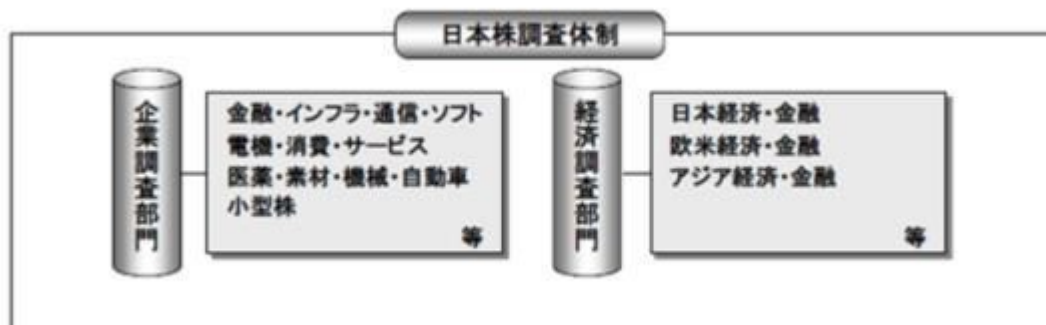 日本株調査体制
企業調査部門
金融・インフラ・通信・ソフト
電機・消費・サービス
医薬・素材・機械・自動車
小型株
等
経済調査部門
日本経済・金融
欧米経済・金融
アジア経済・金融
等